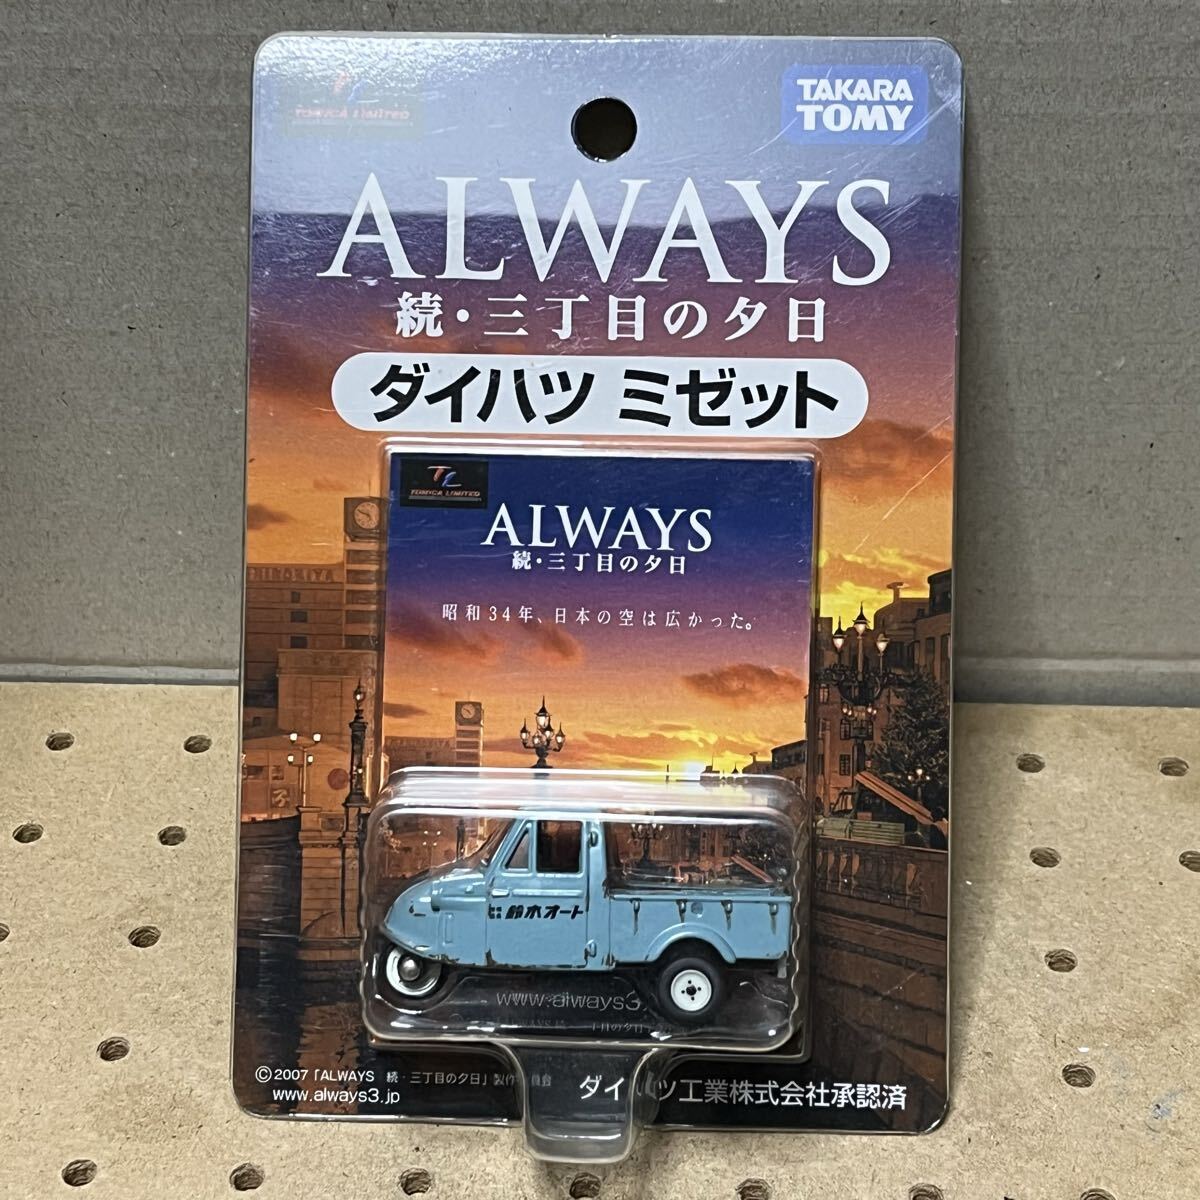 TOMICA LIMITED
TAKARA
TOMY
ALWAYS
続・三丁目の夕日
ダイハツ ミゼット
TL
TOMICA LIMITED
ALWAYS
続・三丁目の夕日
昭和34年、日本の空は広かった。
鈴木オート
www.always3.
©2007「ALWAYS 続・三丁目の夕日」製作 員会
www.always3.jp
ダイ ツ工業株式会社承認済